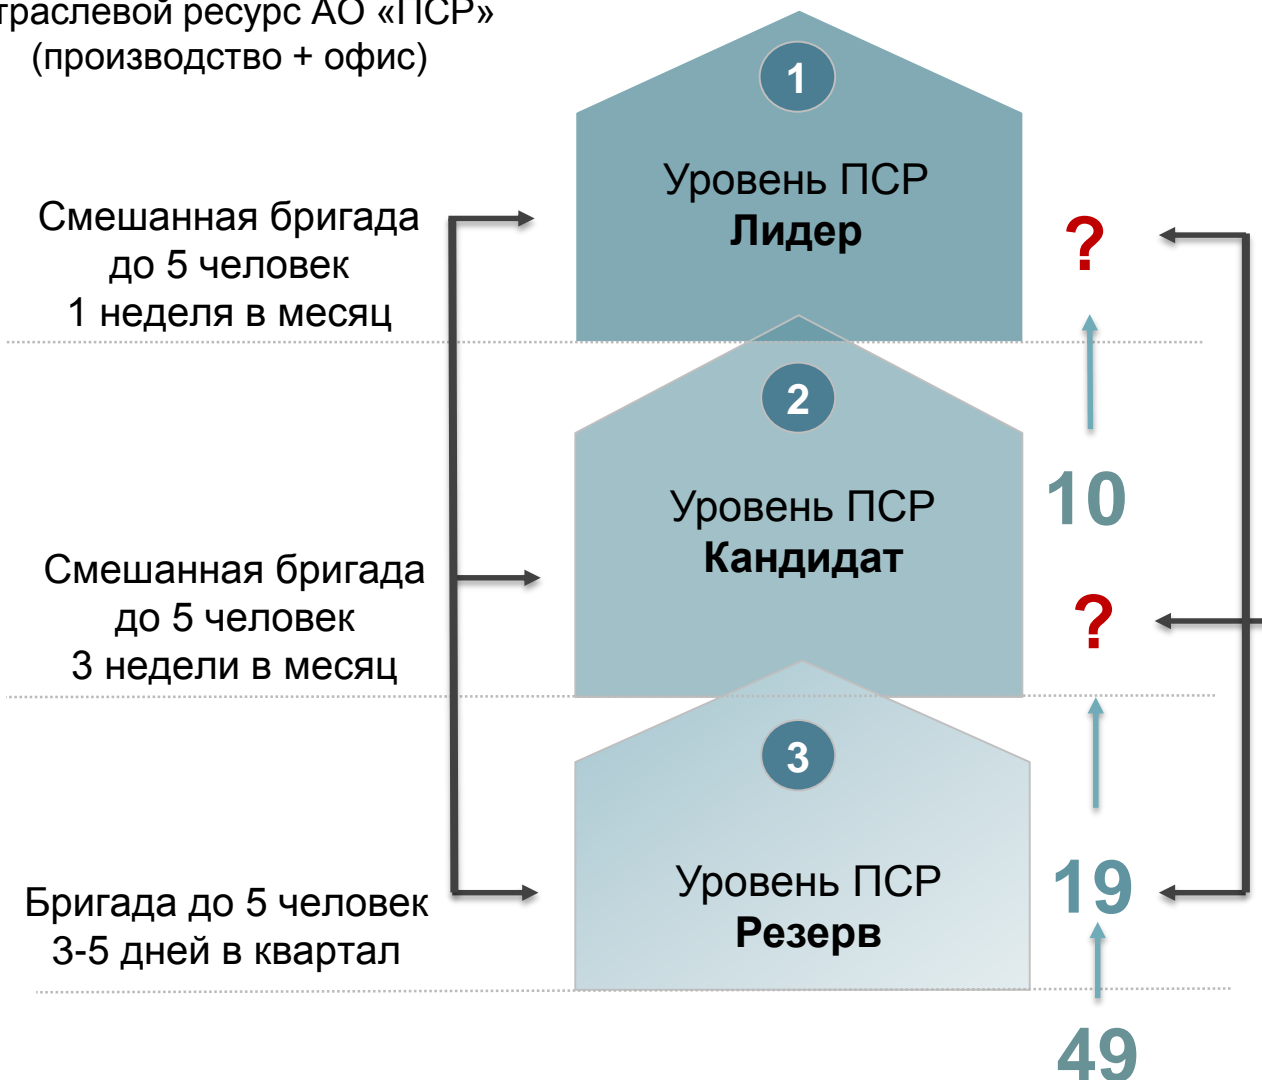 траслевой ресурс АО «ПСР»
(производство + офис)
1
Уровень ПСР
Лидер
Смешанная бригада
до 5 человек
1 неделя в месяц
?
2
Уровень ПСР
Кандидат
10
Смешанная бригада
до 5 человек
3 недели в месяц
?
3
Уровень ПСР
Резерв
19
Бригада до 5 человек
3-5 дней в квартал
49